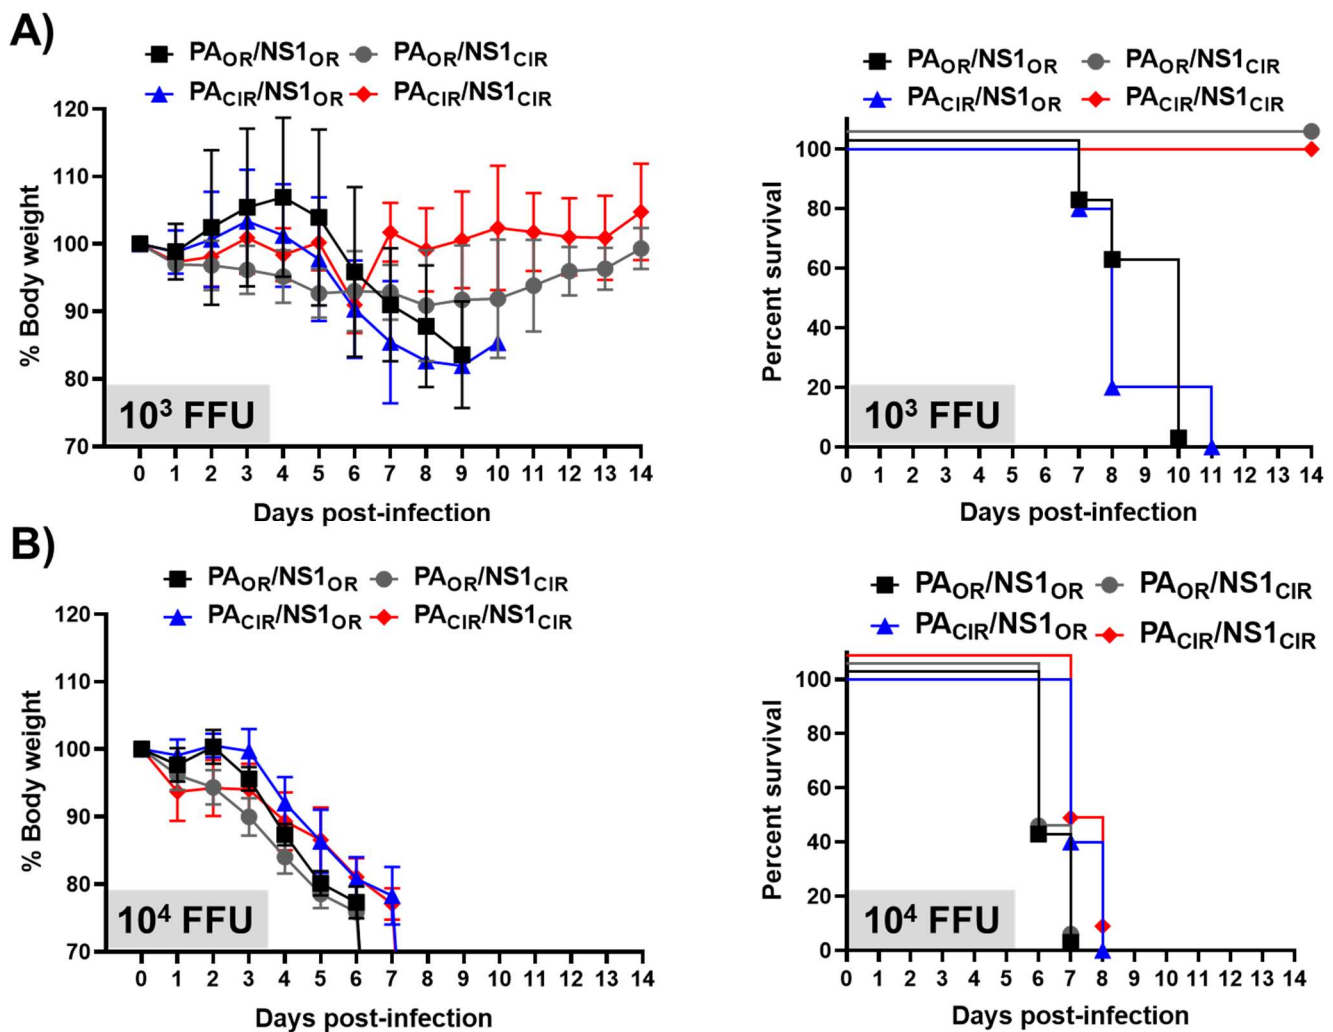 A)
PAOR/NS1OR PAOR/NS1CIR
PACIR/NS1OR PACIR/NS1CIR
120
110
100
90
80
70
% Body weight
10³ FFU
0 1 2 3 4 5 6 7 8 9 10 11 12 13 14
Days post-infection
PAOR/NS1OR PAOR/NS1CIR
PACIR/NS1OR PACIR/NS1CIR
100
80
60
40
20
0
Percent survival
10³ FFU
0 1 2 3 4 5 6 7 8 9 10 11 12 13 14
Days post-infection
B)
PAOR/NS1OR PAOR/NS1CIR
PACIR/NS1OR PACIR/NS1CIR
120
110
100
90
80
70
% Body weight
10⁴ FFU
0 1 2 3 4 5 6 7 8 9 10 11 12 13 14
Days post-infection
PAOR/NS1OR PAOR/NS1CIR
PACIR/NS1OR PACIR/NS1CIR
100
80
60
40
20
0
Percent survival
10⁴ FFU
0 1 2 3 4 5 6 7 8 9 10 11 12 13 14
Days post-infection